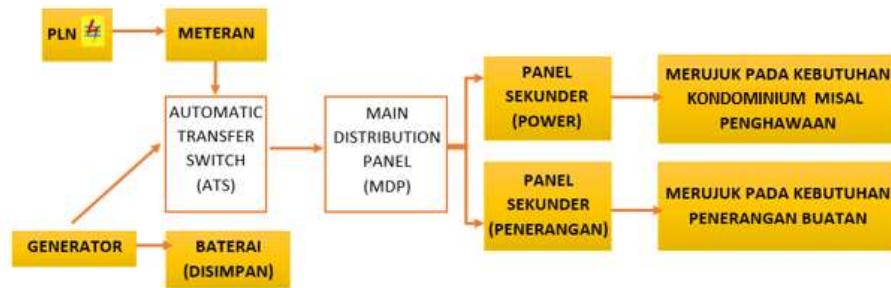 PLN
METERAN
AUTOMATIC
TRANSFER
SWITCH
(ATS)
MAIN
DISTRIBUTION
PANEL
(MDP)
PANEL
SEKUNDER
(POWER)
MERUJUK PADA KEBUTUHAN
KONDOMINIUM MISAL
PENGHAWAAN
PANEL
SEKUNDER
(PENERANGAN)
MERUJUK PADA KEBUTUHAN
PENERANGAN BUATAN
GENERATOR
BATERAI
(DISIMPAN)